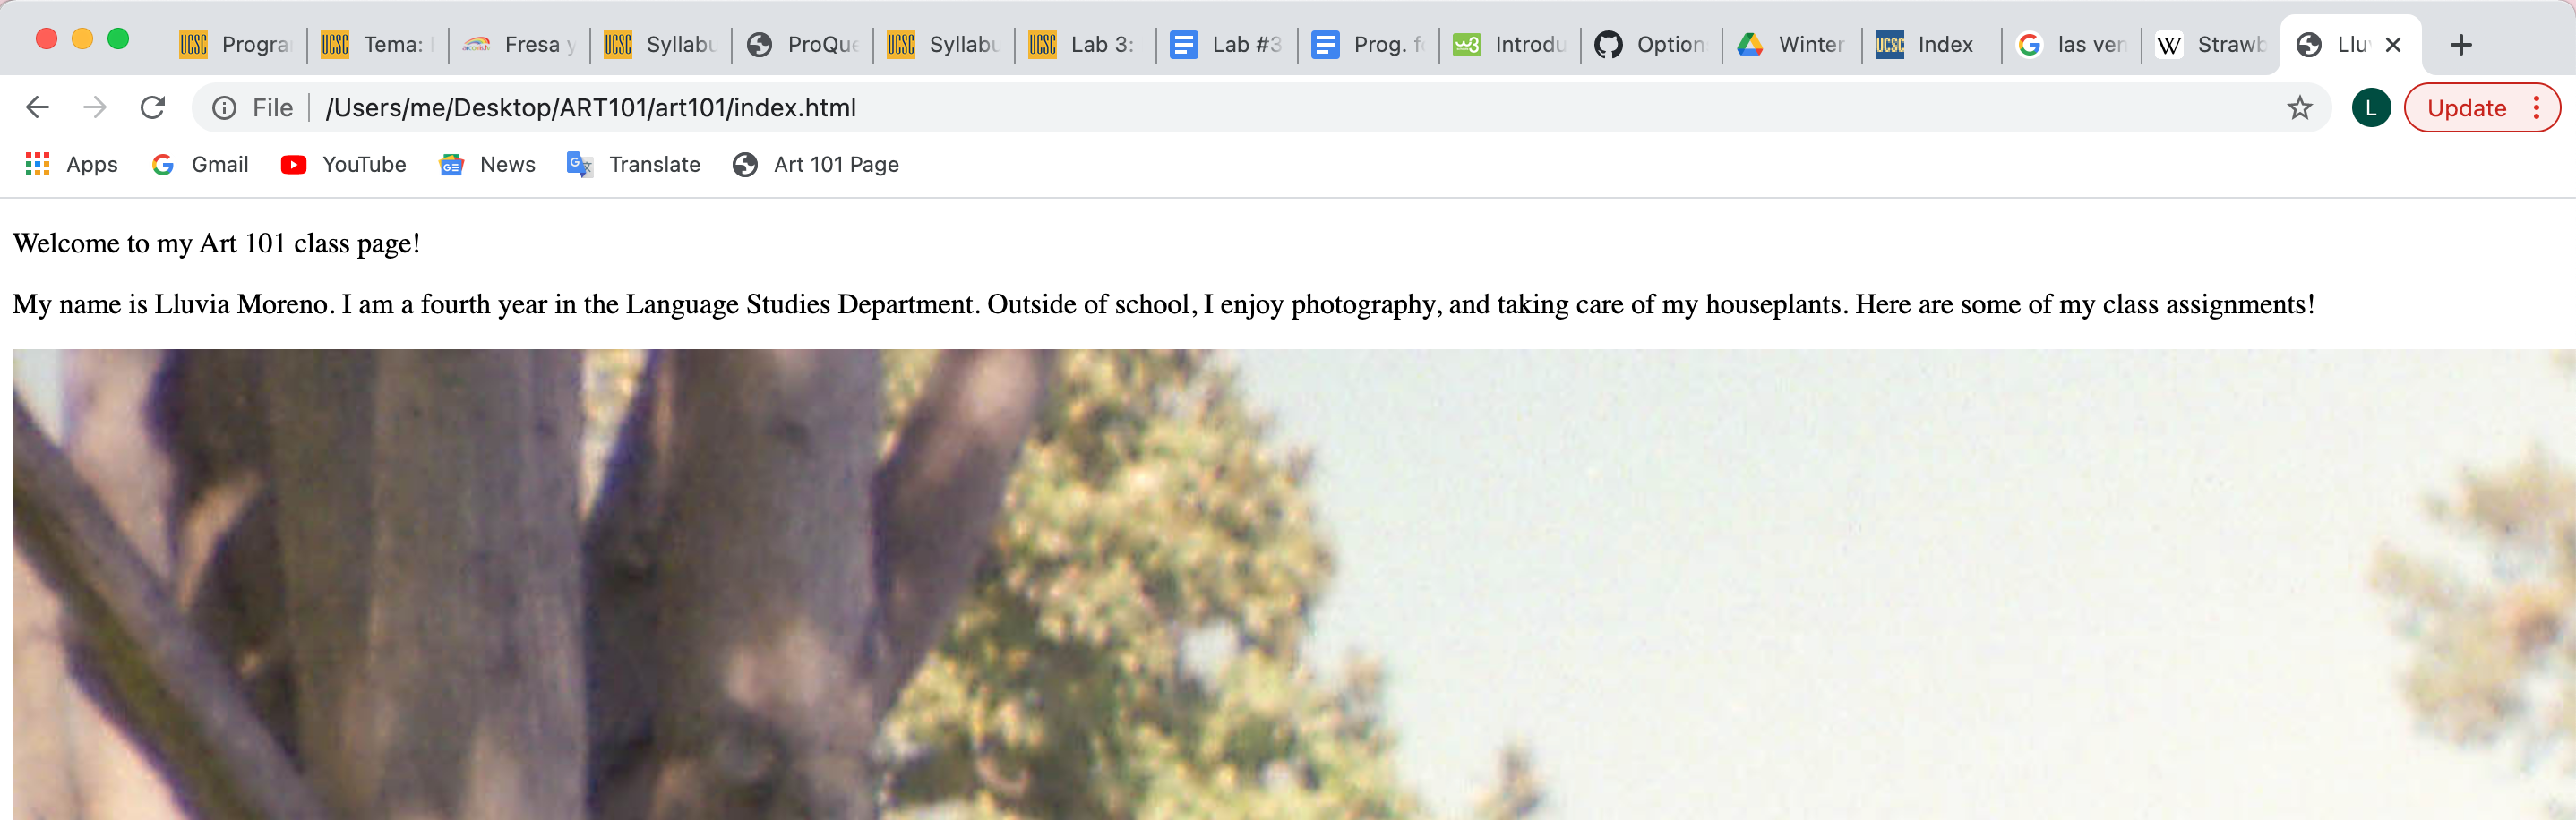 UCSC Progra UCSC Tema: Fresa y UCSC Syllabu ProQue UCSC Syllabu UCSC Lab 3: Lab #3 Prog. f w3 Introdu Option Winter UCSC Index G las ven W Strawb Lluv
File /Users/me/Desktop/ART101/art101/index.html L Update
Apps Gmail YouTube News Translate Art 101 Page
Welcome to my Art 101 class page!
My name is Lluvia Moreno. I am a fourth year in the Language Studies Department. Outside of school, I enjoy photography, and taking care of my houseplants. Here are some of my class assignments!